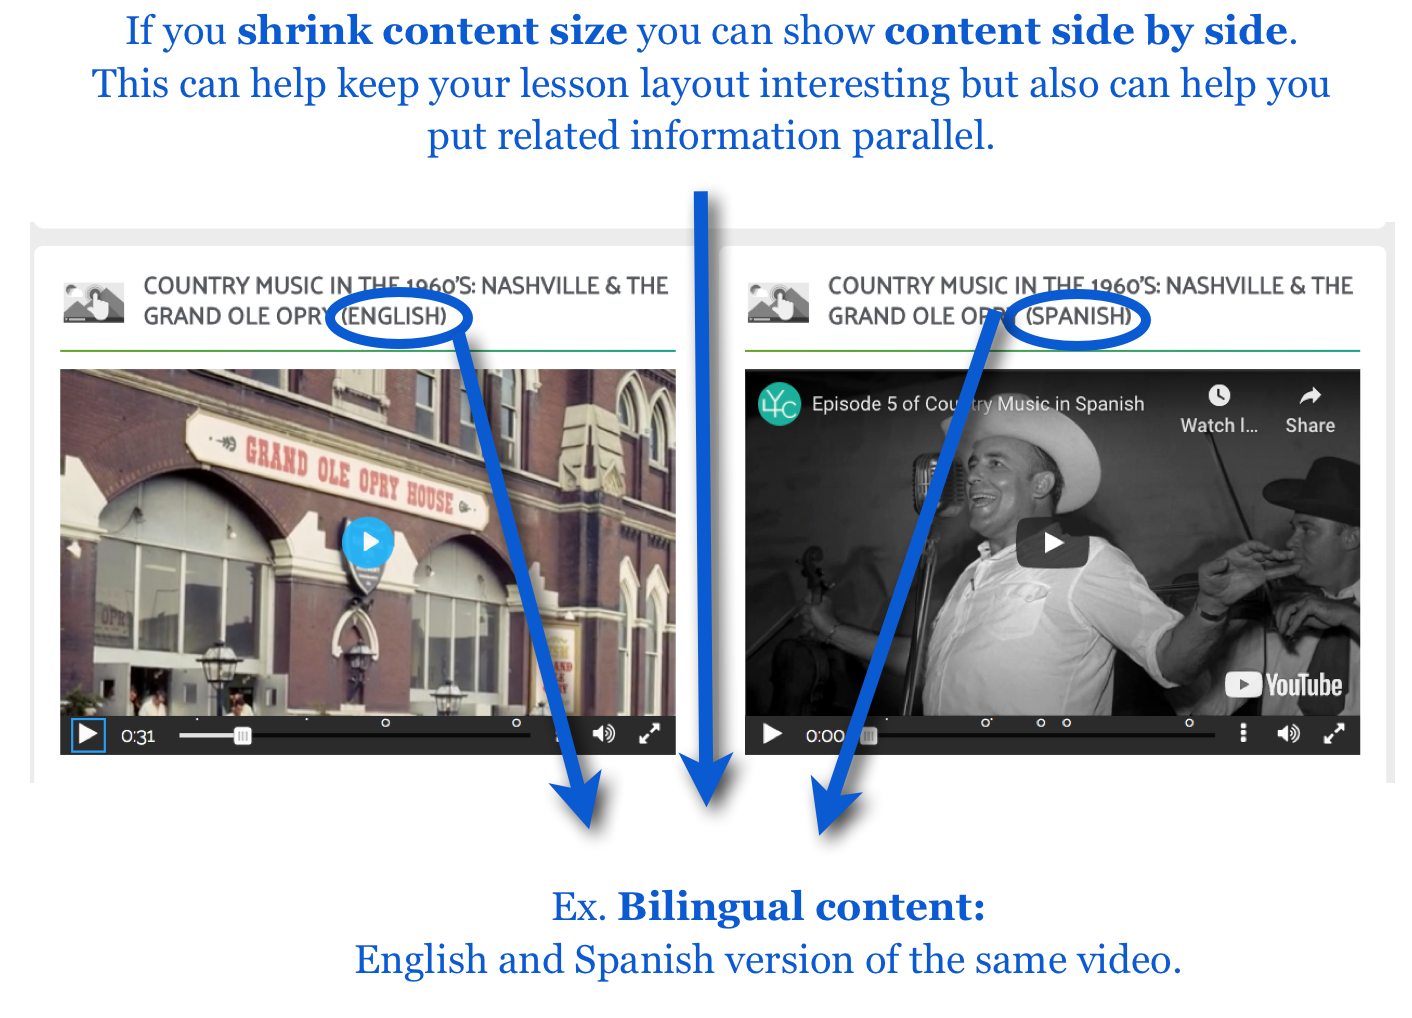 If you shrink content size you can show content side by side.
This can help keep your lesson layout interesting but also can help you
put related information parallel.
COUNTRY MUSIC IN THE 1960'S: NASHVILLE & THE
GRAND OLE OPRY (ENGLISH)
GRAND OLE OPRY HOUSE
OPR
AND
OLE
0:31
COUNTRY MUSIC IN THE 1960'S: NASHVILLE & THE
GRAND OLE OPRY (SPANISH)
Y4C
Episode 5 of Country Music in Spanish
Watch l...
Share
YouTube
0:00
Ex. Bilingual content:
English and Spanish version of the same video.